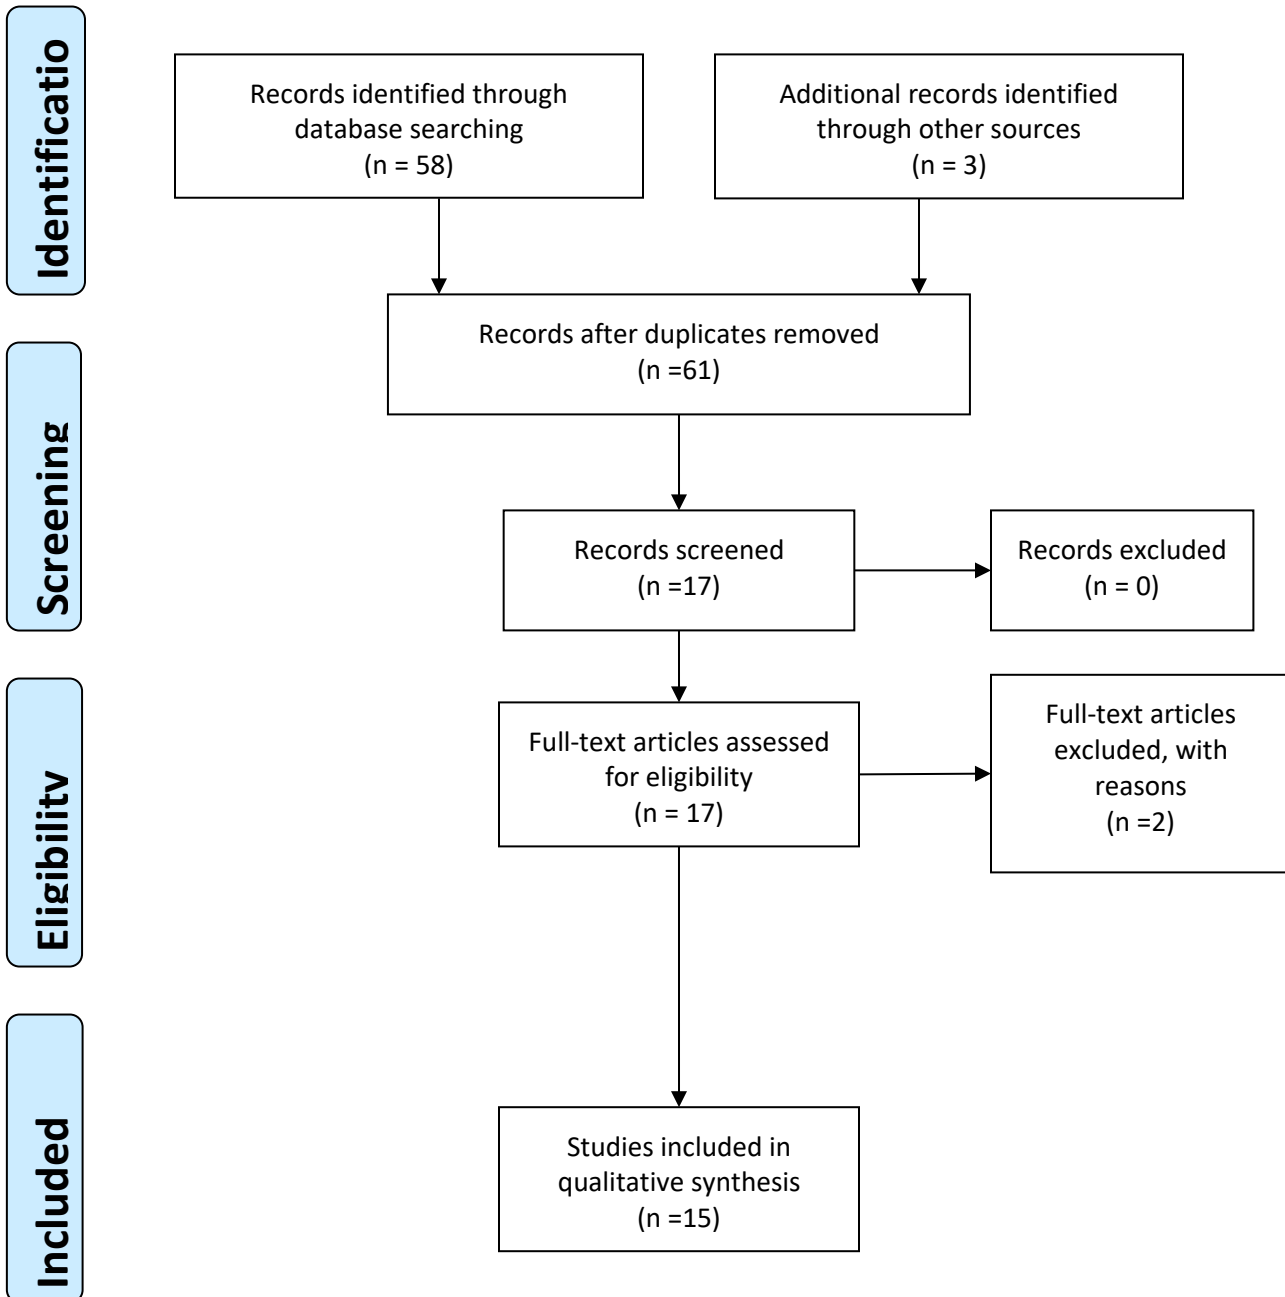 Identificatio
Records identified through
database searching
(n = 58)
Additional records identified
through other sources
(n = 3)
Records after duplicates removed
(n =61)
Screening
Records screened
(n =17)
Records excluded
(n = 0)
Eligibility
Full-text articles assessed
for eligibility
(n = 17)
Full-text articles
excluded, with
reasons
(n =2)
Included
Studies included in
qualitative synthesis
(n =15)